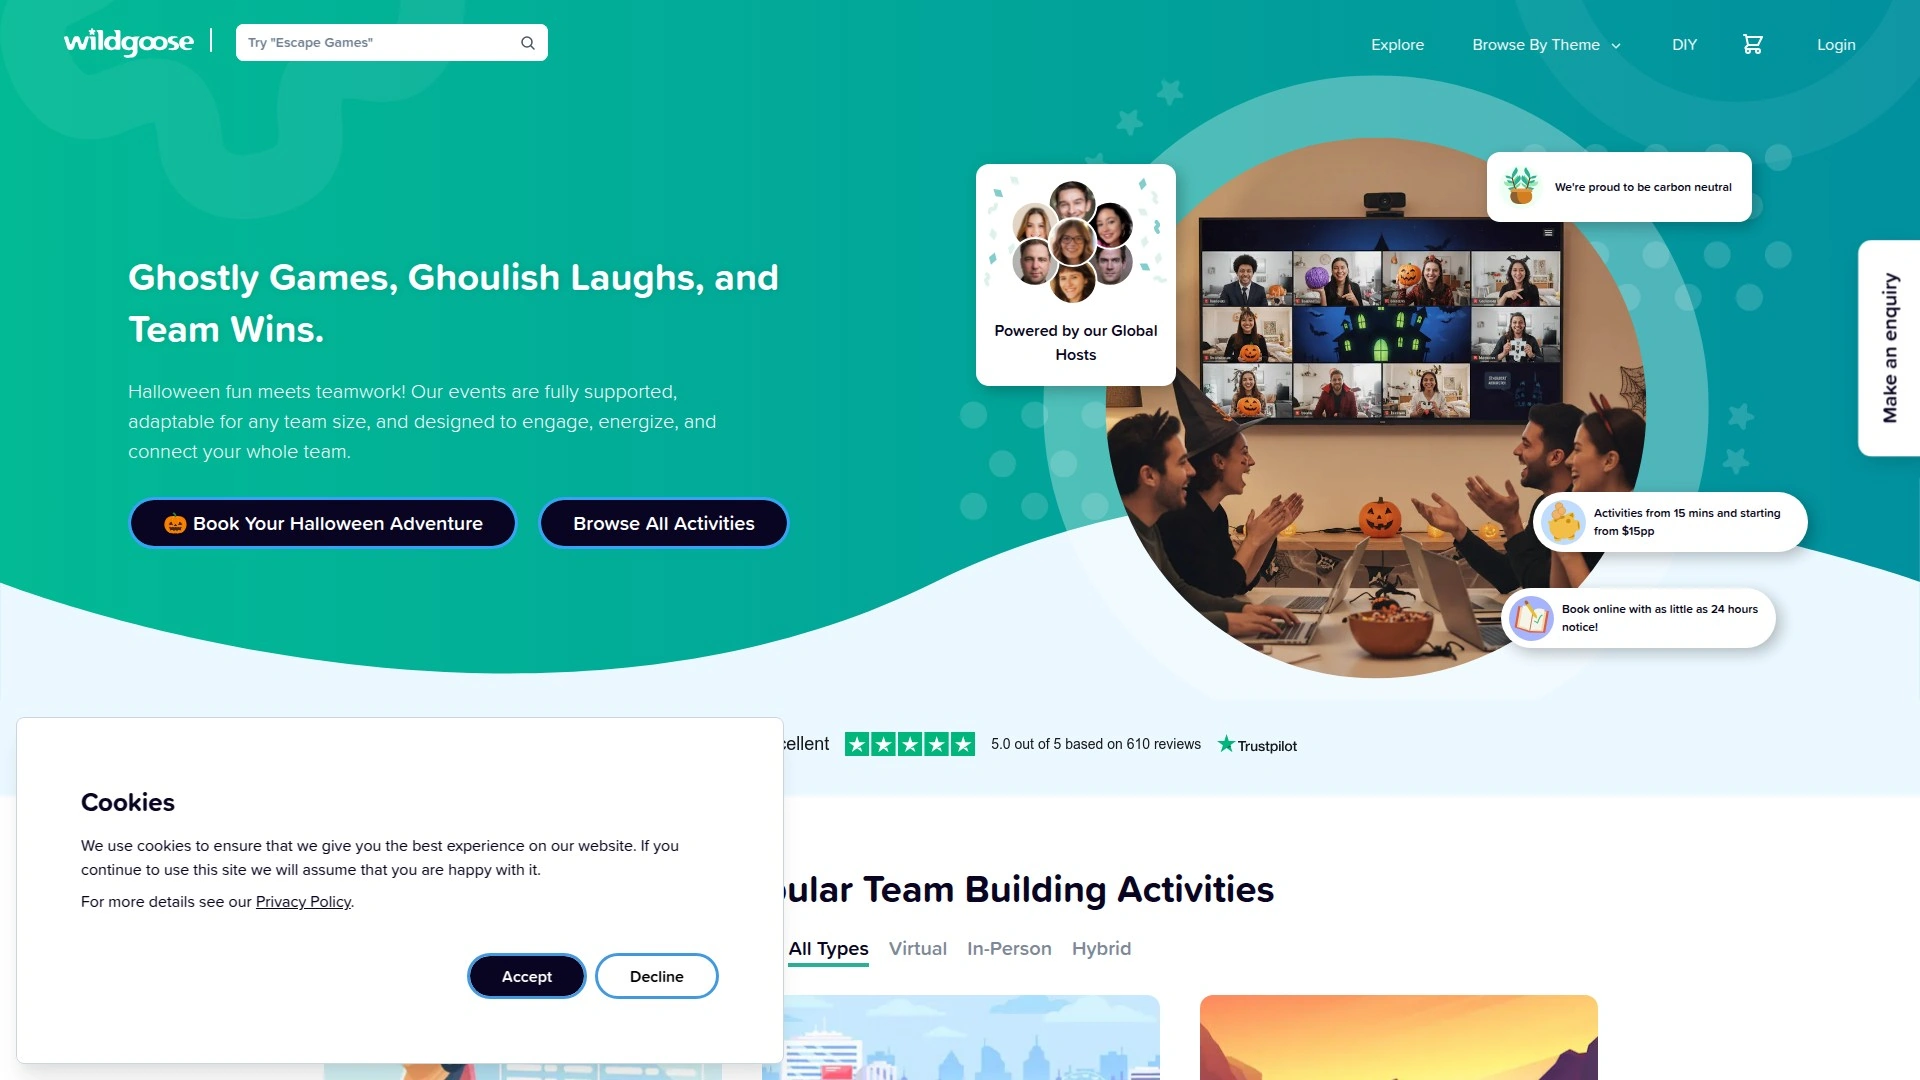 wildgoose
Try "Escape Games"
Explore
Browse By Theme
DIY
Login
We're proud to be carbon neutral
Powered by our Global
Hosts
Make an enquiry
Ghostly Games, Ghoulish Laughs, and
Team Wins.
Halloween fun meets teamwork! Our events are fully supported,
adaptable for any team size, and designed to engage, energize, and
connect your whole team.
🎃 Book Your Halloween Adventure
Browse All Activities
Activities from 15 mins and starting
from $15pp
Book online with as little as 24 hours
notice!
cellent
5.0 out of 5 based on 610 reviews
Trustpilot
Cookies
We use cookies to ensure that we give you the best experience on our website. If you
continue to use this site we will assume that you are happy with it.
For more details see our Privacy Policy.
Accept
Decline
ular Team Building Activities
All Types
Virtual
In-Person
Hybrid